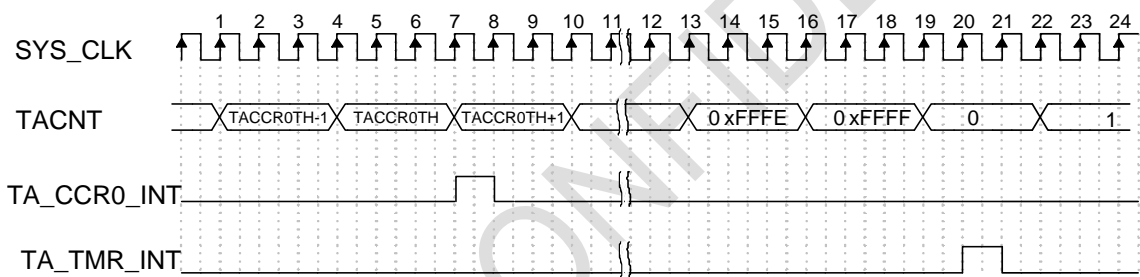 1 2 3 4 5 6 7 8 9 10 11 12 13 14 15 16 17 18 19 20 21 22 23 24
SYS_CLK
TACNT TACCR0TH-1 TACCR0TH TACCR0TH+1 0xFFFE 0xFFFF 0 1
TA_CCR0_INT
TA_TMR_INT